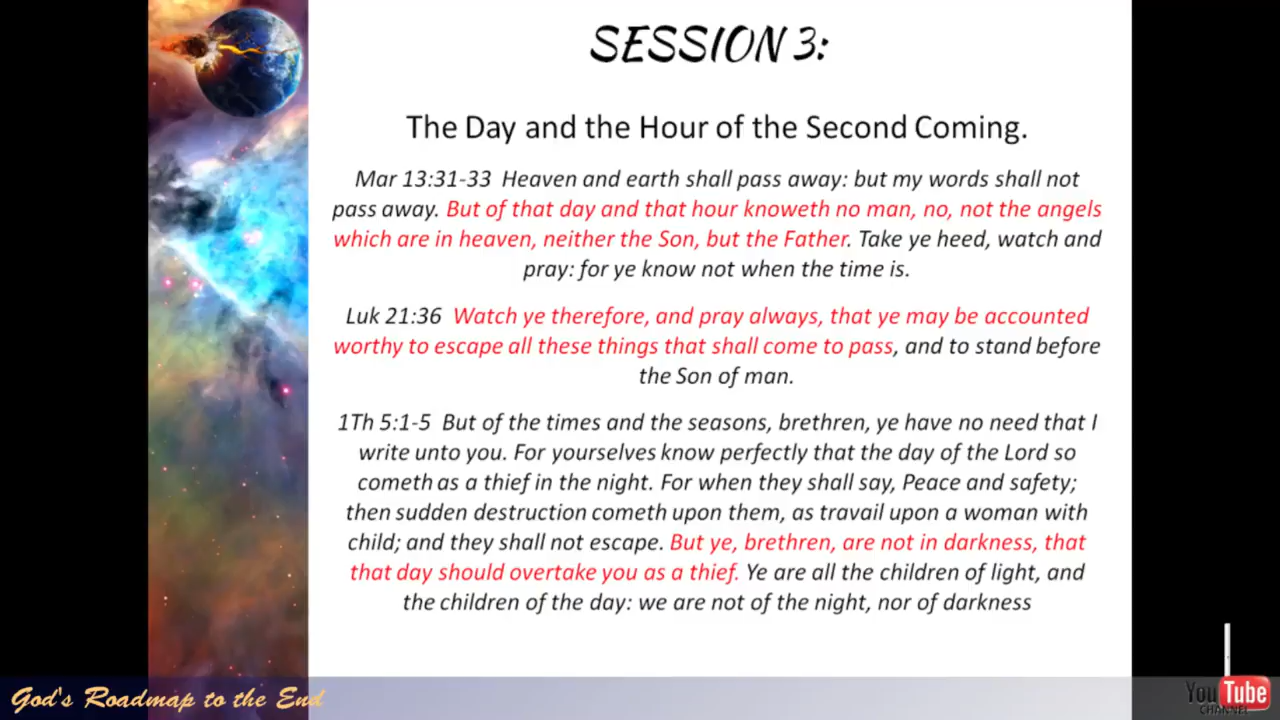 SESSION 3:
The Day and the Hour of the Second Coming.
Mar 13:31-33 Heaven and earth shall pass away: but my words shall not
pass away. But of that day and that hour knoweth no man, no, not the angels
which are in heaven, neither the Son, but the Father. Take ye heed, watch and
pray: for ye know not when the time is.
Luk 21:36 Watch ye therefore, and pray always, that ye may be accounted
worthy to escape all these things that shall come to pass, and to stand before
the Son of man.
1Th 5:1-5 But of the times and the seasons, brethren, ye have no need that I
write unto you. For yourselves know perfectly that the day of the Lord so
cometh as a thief in the night. For when they shall say, Peace and safety;
then sudden destruction cometh upon them, as travail upon a woman with
child; and they shall not escape. But ye, brethren, are not in darkness, that
that day should overtake you as a thief. Ye are all the children of light, and
the children of the day: we are not of the night, nor of darkness
God's Roadmap to the End
YouTube
CHANNEL